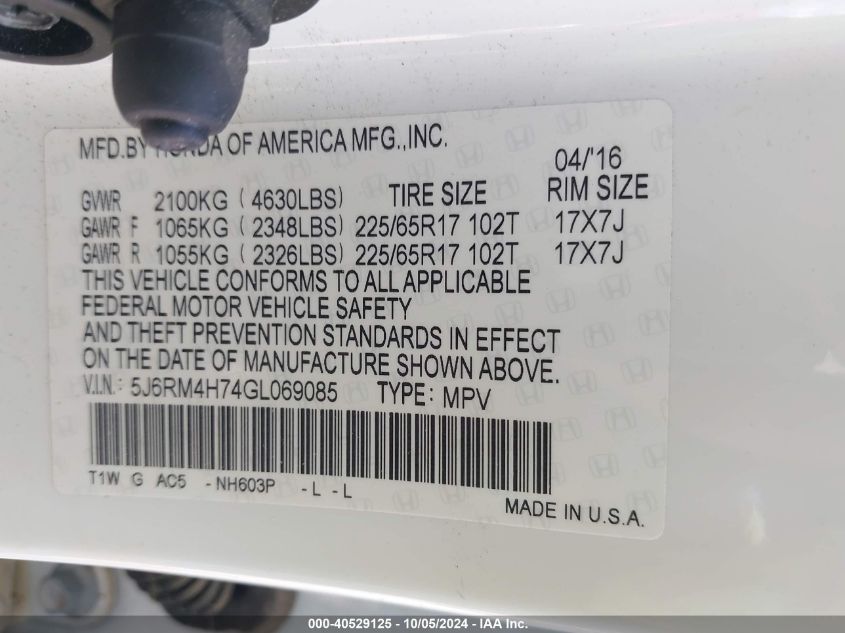 MFD.BY HONDA OF AMERICA MFG.,INC.
04/'16
GVWR 2100KG ( 4630LBS) TIRE SIZE RIM SIZE
GAWR F 1065KG ( 2348LBS) 225/65R17 102T 17X7J
GAWR R 1055KG ( 2326LBS) 225/65R17 102T 17X7J
THIS VEHICLE CONFORMS TO ALL APPLICABLE
FEDERAL MOTOR VEHICLE SAFETY
AND THEFT PREVENTION STANDARDS IN EFFECT
ON THE DATE OF MANUFACTURE SHOWN ABOVE.
V.I.N.: 5J6RM4H74GL069085 TYPE: MPV
T1W G AC5 -NH603P -L -L
MADE IN U.S.A.
000-40529125 - 10/05/2024 - IAA Inc.